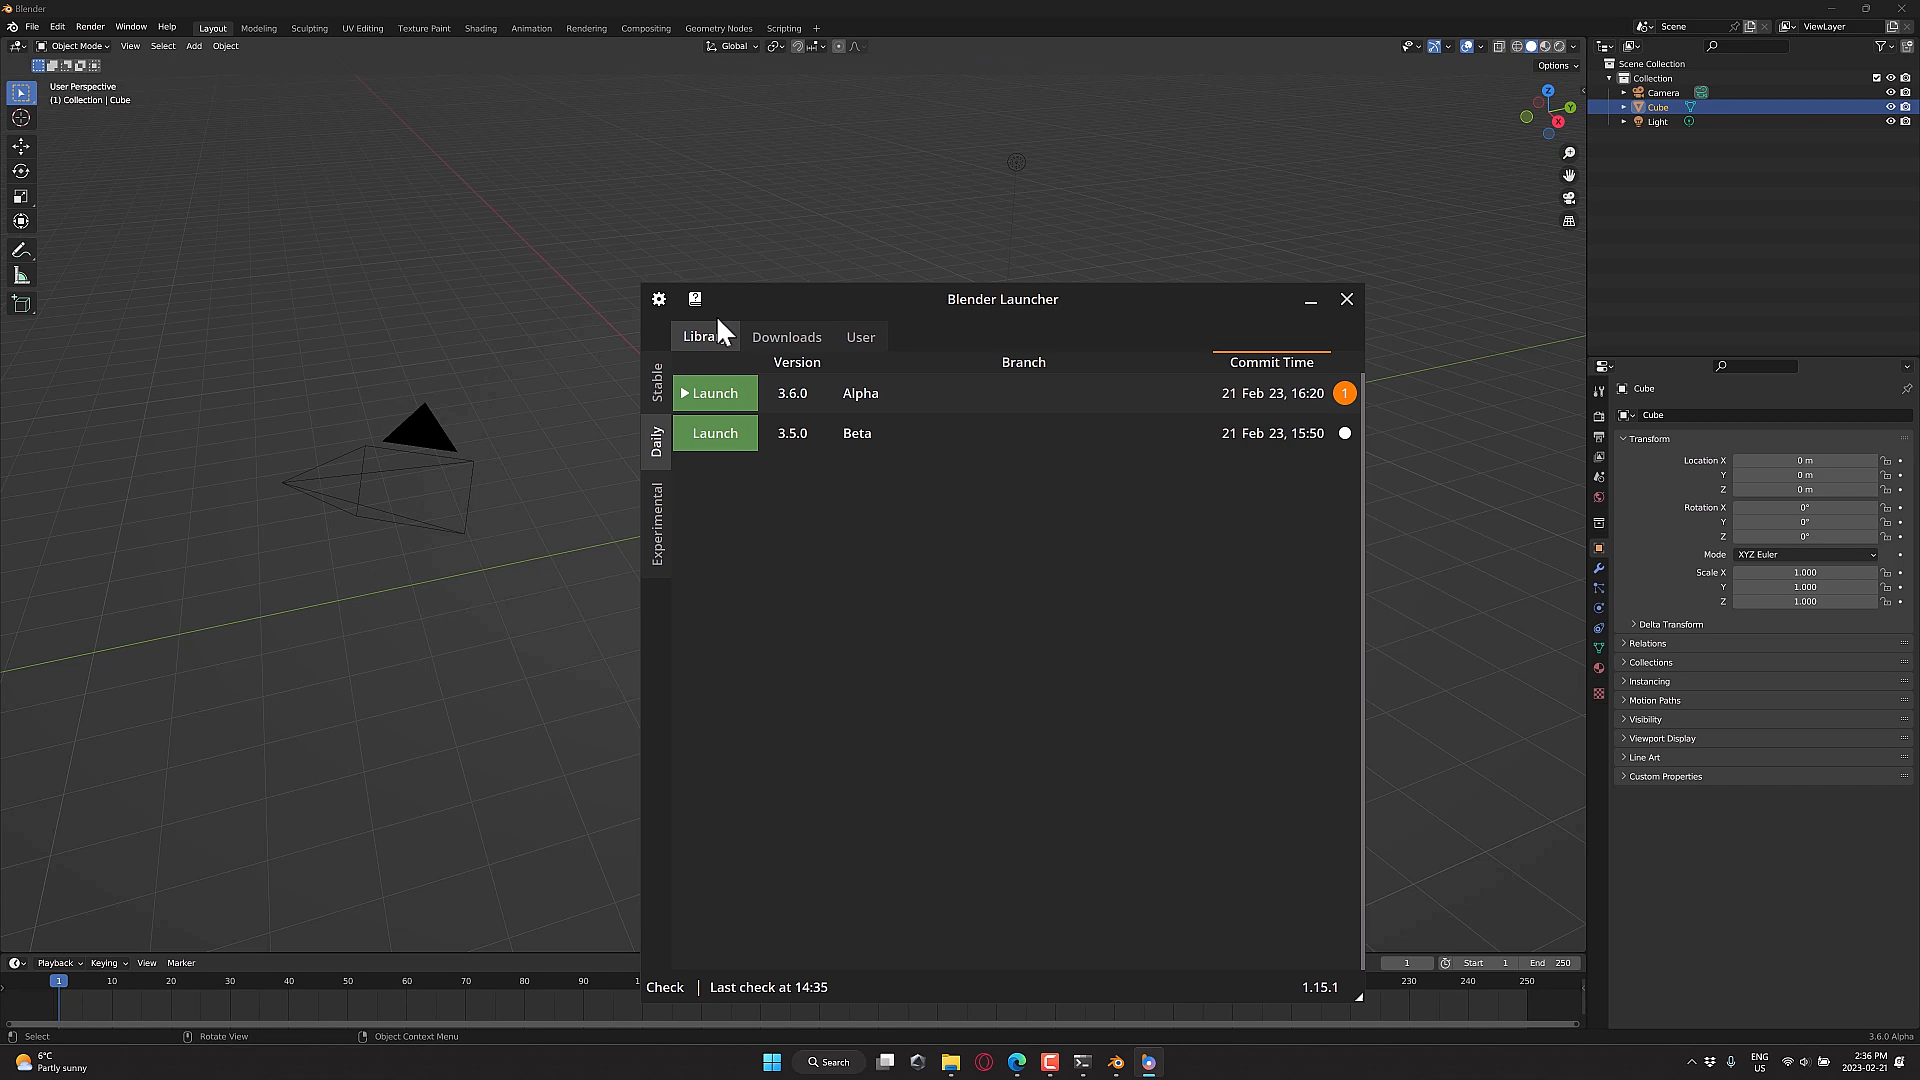 Blender
File Edit Render Window Help Layout Modeling Sculpting UV Editing Texture Paint Shading Animation Rendering Compositing Geometry Nodes Scripting + Scene ViewLayer
Object Mode View Select Add Object Global
Options
User Perspective
(1) Collection | Cube
Z
Y
X
Scene Collection
Collection
Camera
Cube
Light
Blender Launcher
Downloads User
Version Branch Commit Time
Stable
Daily
Experimental
Launch 3.6.0 Alpha 21 Feb 23, 16:20 1
Launch 3.5.0 Beta 21 Feb 23, 15:50
Check | Last check at 14:35 1.15.1
Cube
Cube
Transform
Location X 0 m
Y 0 m
Z 0 m
Rotation X 0°
Y 0°
Z 0°
Mode XYZ Euler
Scale X 1.000
Y 1.000
Z 1.000
Delta Transform
Relations
Collections
Instancing
Motion Paths
Visibility
Viewport Display
Line Art
Custom Properties
Playback Keying View Marker 1 Start 1 End 250
1 10 20 30 40 50 60 70 80 90 230 240 250
Select Rotate View Object Context Menu 3.6.0 Alpha
6°C
Partly sunny
Search
ENG
US
2:36 PM
2023-02-21